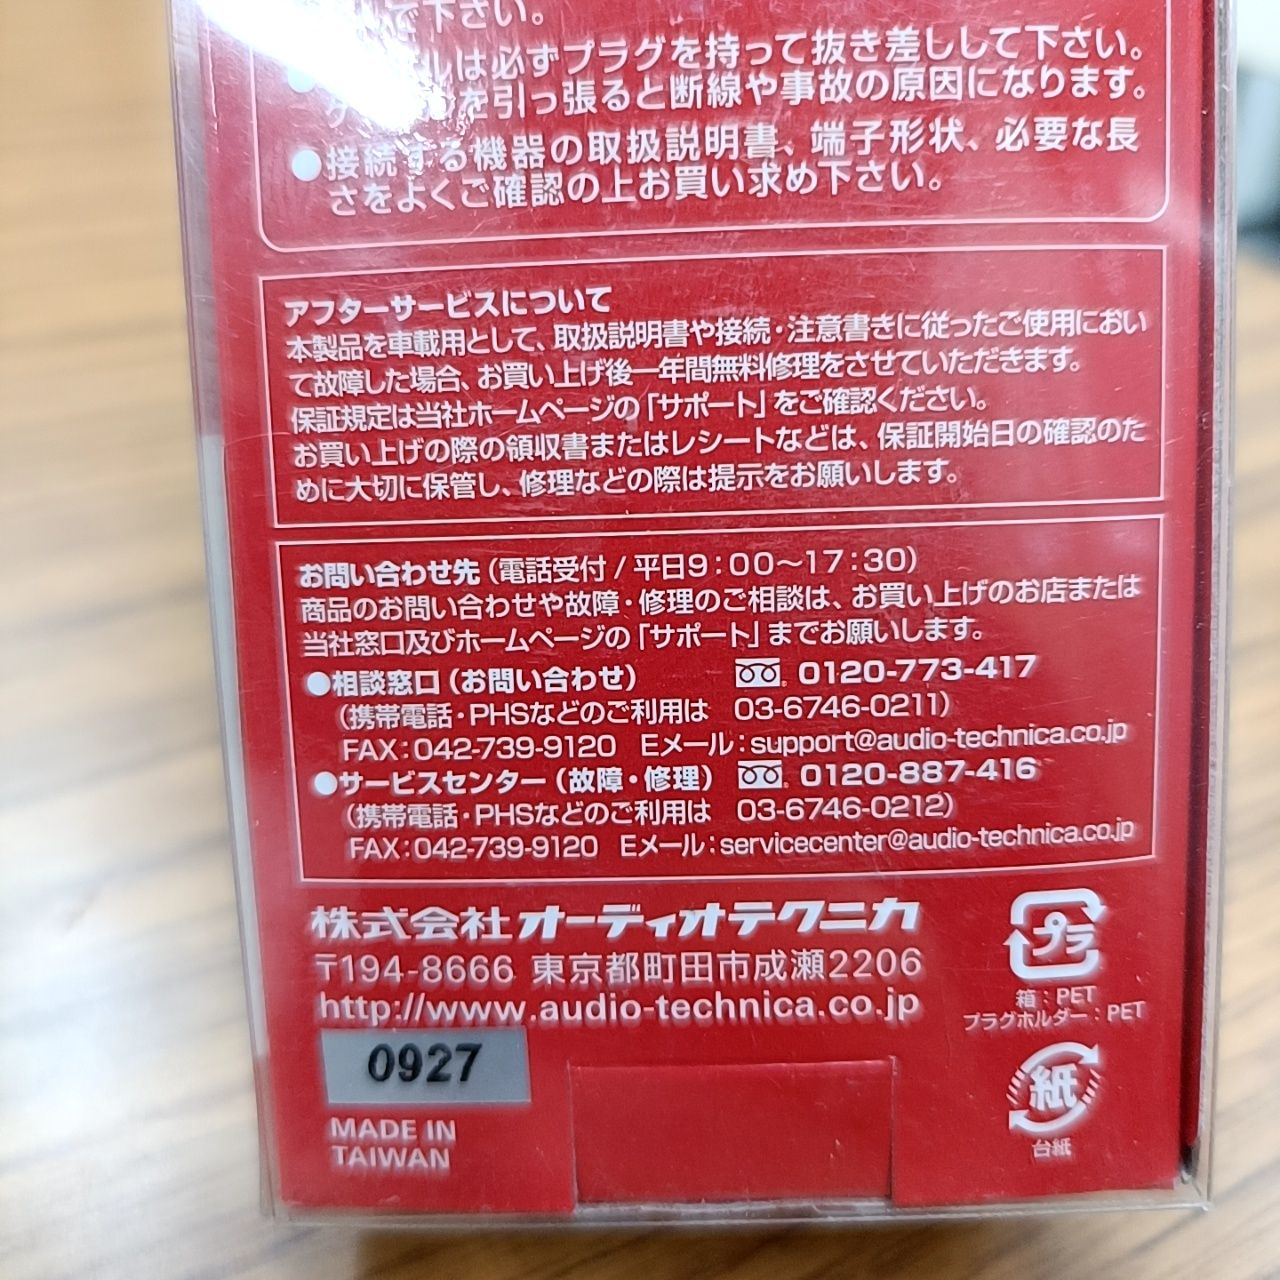 で下さい。
は必ずプラグを持って抜き差しして下さい。
を引っ張ると断線や事故の原因になります。
●接続する機器の取扱説明書、端子形状、必要な長
さをよくご確認の上お買い求め下さい。
アフターサービスについて
本製品を車載用として、取扱説明書や接続・注意書きに従ったご使用におい
て故障した場合、お買い上げ後一年間無料修理をさせていただきます。
保証規定は当社ホームページの「サポート」をご確認ください。
お買い上げの際の領収書またはレシートなどは、保証開始日の確認のた
めに大切に保管し、修理などの際は提示をお願いします。
お問い合わせ先（電話受付 / 平日9：00～17：30）
商品のお問い合わせや故障・修理のご相談は、お買い上げのお店または
当社窓口及びホームページの「サポート」までお願いします。
●相談窓口（お問い合わせ） 0120-773-417
（携帯電話・PHSなどのご利用は 03-6746-0211）
FAX：042-739-9120 Eメール：support@audio-technica.co.jp
●サービスセンター（故障・修理） 0120-887-416
（携帯電話・PHSなどのご利用は 03-6746-0212）
FAX：042-739-9120 Eメール：servicecenter@audio-technica.co.jp
株式会社オーディオテクニカ
〒194-8666 東京都町田市成瀬2206
http://www.audio-technica.co.jp
プラ
箱：PET
プラグホルダー：PET
0927
MADE IN
TAIWAN
紙
台紙